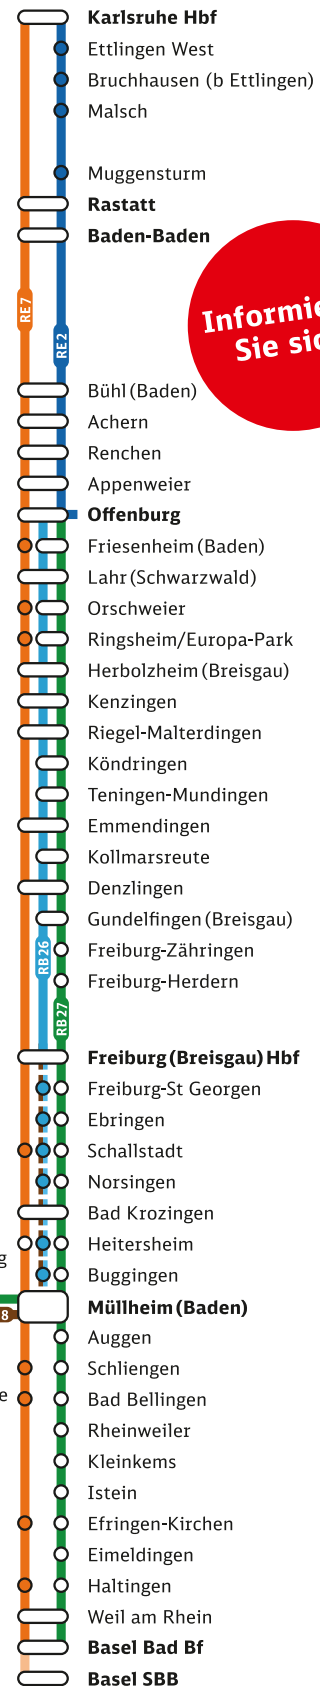 Karlsruhe Hbf
Ettlingen West
Bruchhausen (b Ettlingen)
Malsch
Muggensturm
Rastatt
Baden-Baden
RE 7
RE 2
Informie
Sie sic
Bühl (Baden)
Achern
Renchen
Appenweier
Offenburg
Friesenheim (Baden)
Lahr (Schwarzwald)
Orschweier
Ringsheim/Europa-Park
Herbolzheim (Breisgau)
Kenzingen
Riegel-Malterdingen
Köndringen
Teningen-Mundingen
Emmendingen
Kollmarsreute
Denzlingen
Gundelfingen (Breisgau)
RB 26
Freiburg-Zähringen
Freiburg-Herdern
RB 27
Freiburg (Breisgau) Hbf
Freiburg-St Georgen
Ebringen
Schallstadt
Norsingen
Bad Krozingen
Heitersheim
g
Buggingen
Müllheim (Baden)
8
Auggen
Schliengen
e
Bad Bellingen
Rheinweiler
Kleinkems
Istein
Efringen-Kirchen
Eimeldingen
Haltingen
Weil am Rhein
Basel Bad Bf
Basel SBB